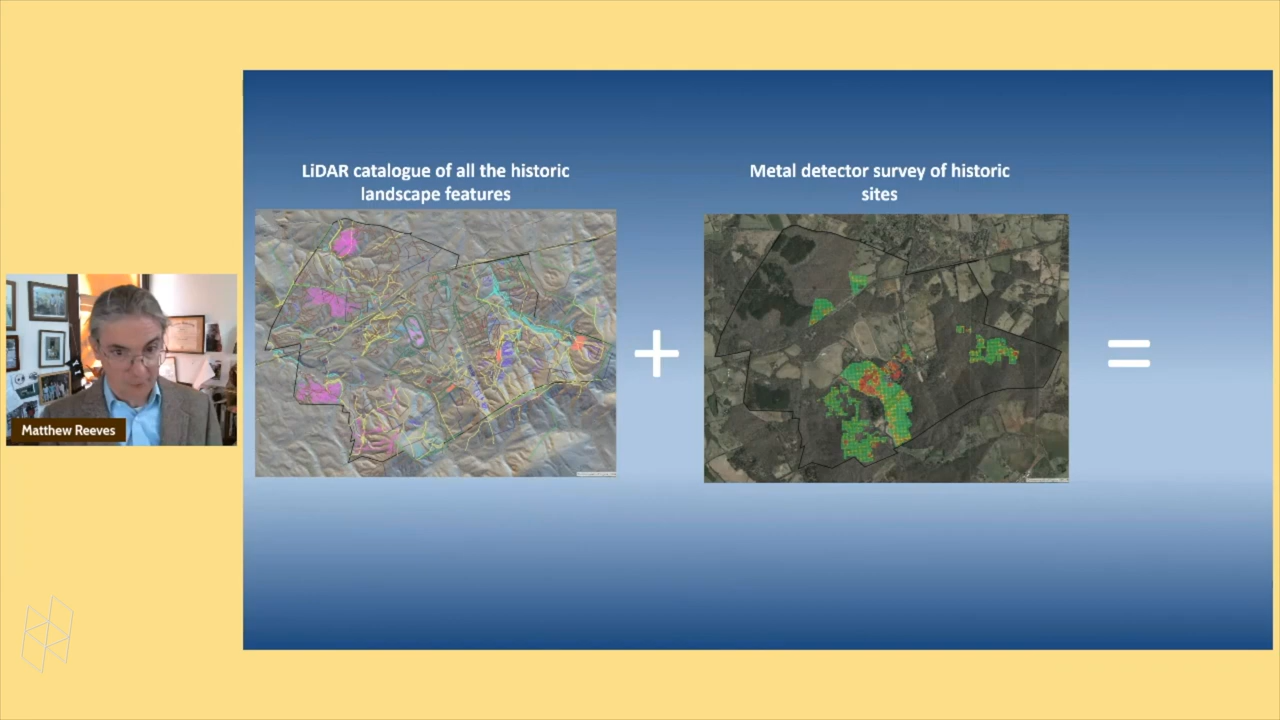 LiDAR catalogue of all the historic
landscape features
Metal detector survey of historic
sites
+
=
Matthew Reeves